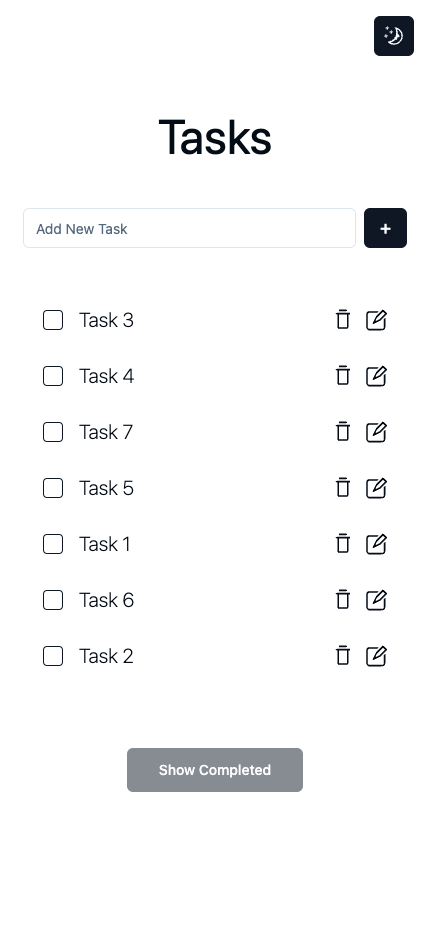 Tasks
Add New Task
+
Task 3
Task 4
Task 7
Task 5
Task 1
Task 6
Task 2
Show Completed